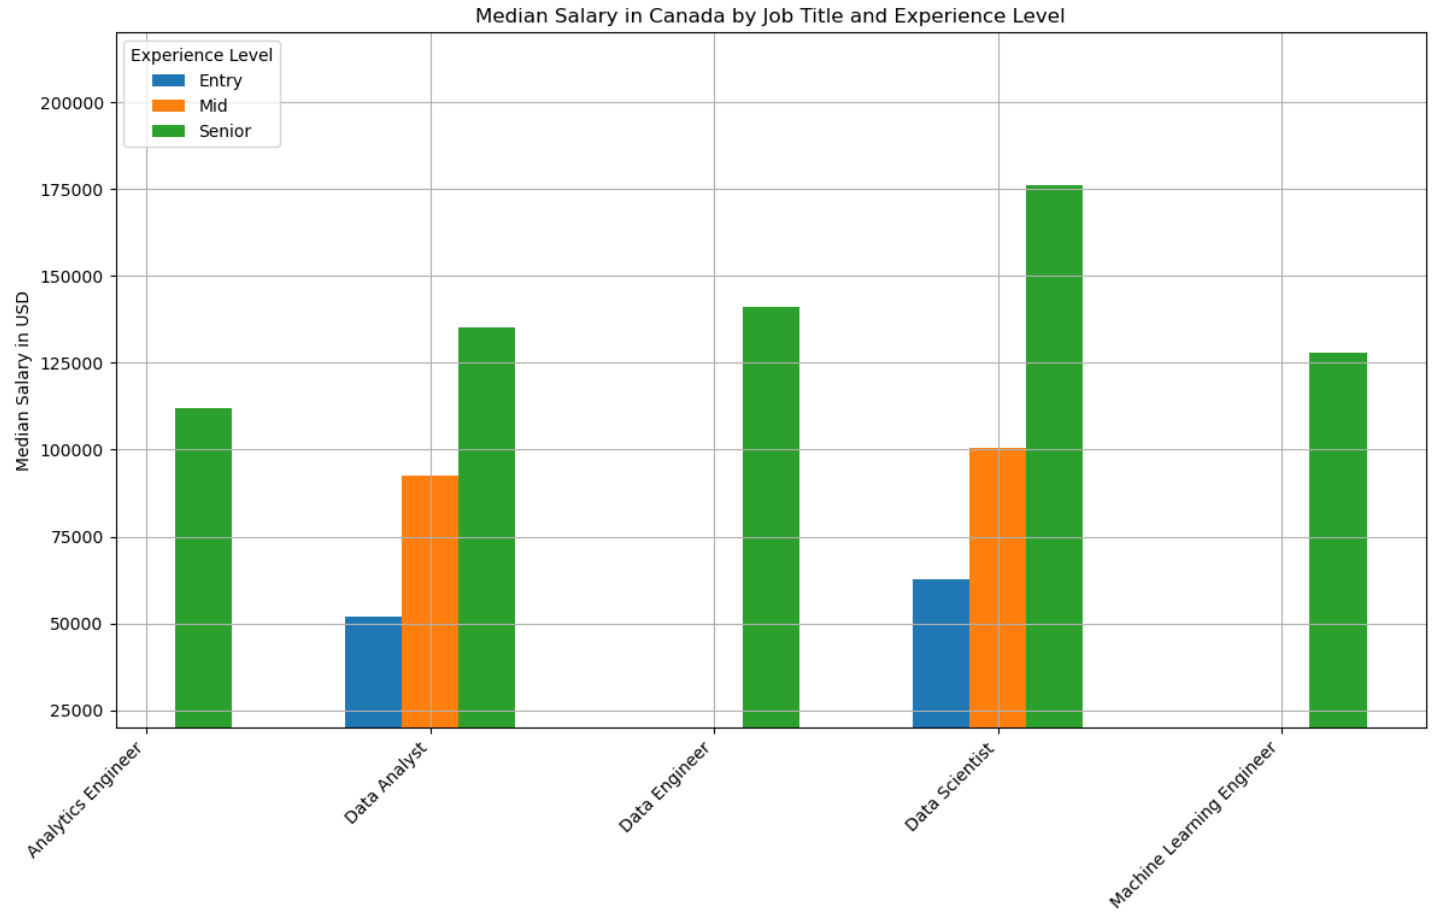 Median Salary in Canada by Job Title and Experience Level
Experience Level
Entry
Mid
Senior
Median Salary in USD
200000
175000
150000
125000
100000
75000
50000
25000
Analytics Engineer
Data Analyst
Data Engineer
Data Scientist
Machine Learning Engineer